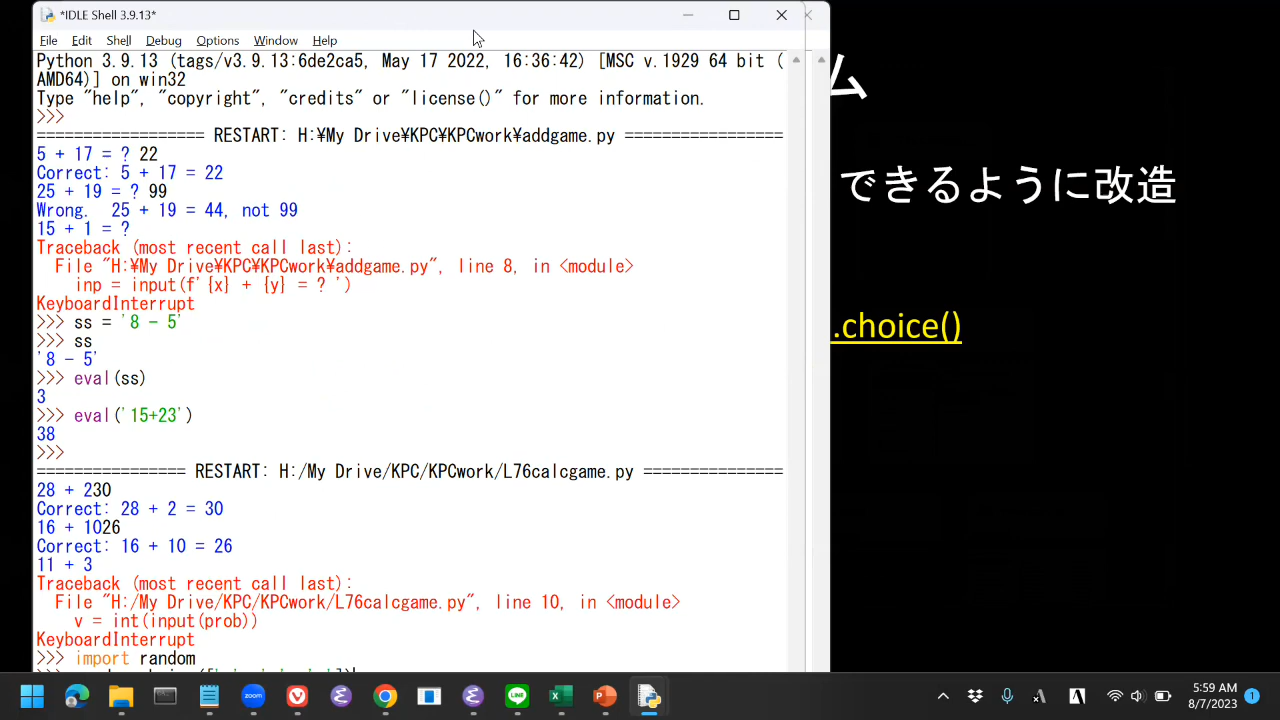 *IDLE Shell 3.9.13*
File Edit Shell Debug Options Window Help
Python 3.9.13 (tags/v3.9.13:6de2ca5, May 17 2022, 16:36:42) [MSC v.1929 64 bit (
AMD64)] on win32
Type "help", "copyright", "credits" or "license()" for more information.
>>>
================== RESTART: H:¥My Drive¥KPC¥KPCwork¥addgame.py =================
5 + 17 = ? 22
Correct: 5 + 17 = 22
25 + 19 = ? 99
Wrong.  25 + 19 = 44, not 99
15 + 1 = ?
Traceback (most recent call last):
  File "H:¥My Drive¥KPC¥KPCwork¥addgame.py", line 8, in <module>
    inp = input(f'{x} + {y} = ? ')
KeyboardInterrupt
>>> ss = '8 - 5'
>>> ss
'8 - 5'
>>> eval(ss)
3
>>> eval('15+23')
38
>>>
================ RESTART: H:/My Drive/KPC/KPCwork/L76calcgame.py ===============
28 + 230
Correct: 28 + 2 = 30
16 + 1026
Correct: 16 + 10 = 26
11 + 3
Traceback (most recent call last):
  File "H:/My Drive/KPC/KPCwork/L76calcgame.py", line 10, in <module>
    v = int(input(prob))
KeyboardInterrupt
>>> import random
ム
できるように改造
.choice()
zoom
LINE
A
5:59 AM
8/7/2023
1